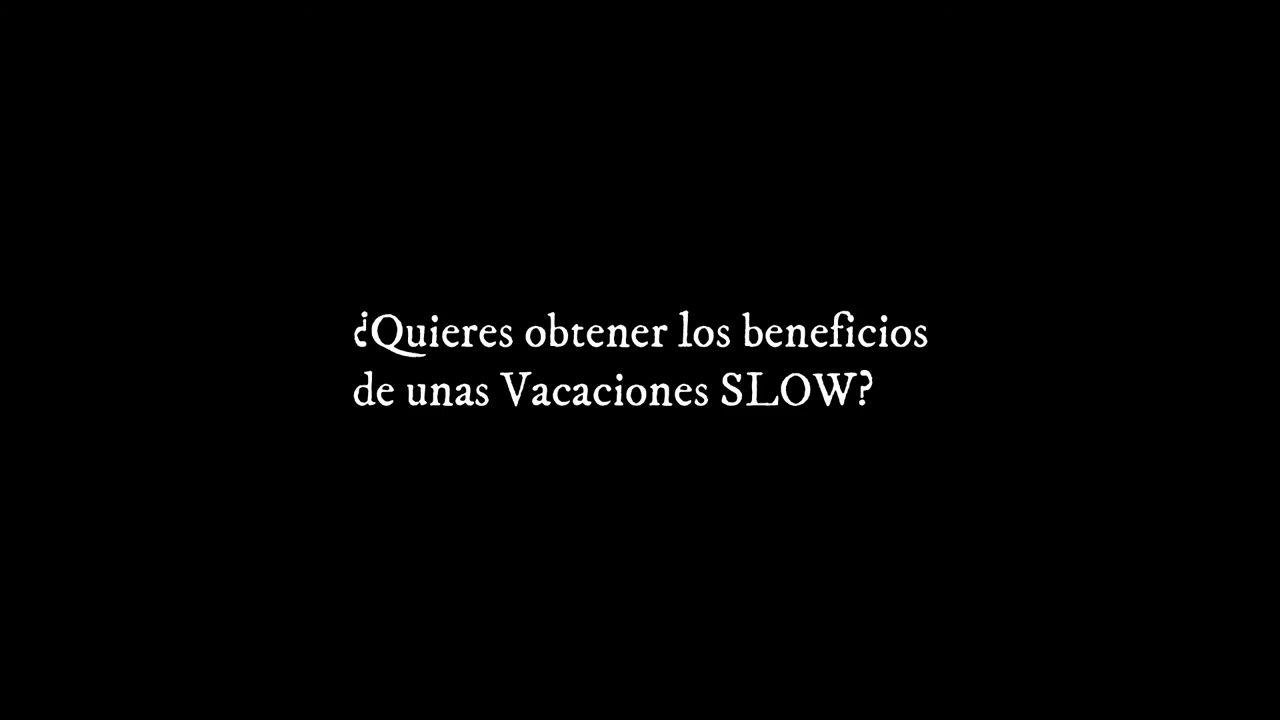 ¿Quieres obtener los beneficios
de unas Vacaciones SLOW?